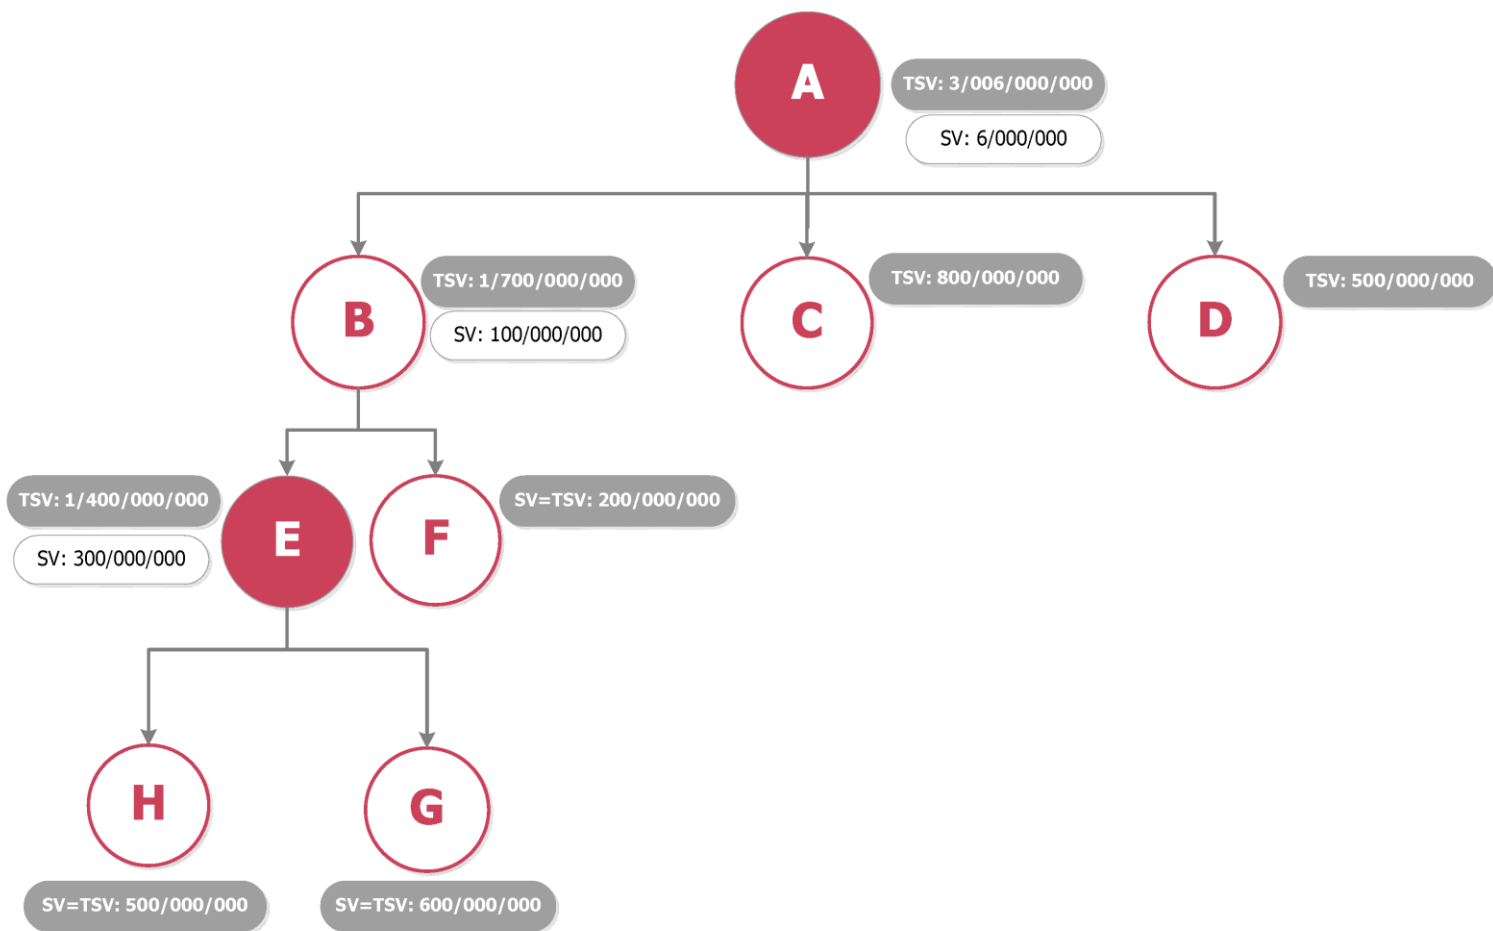 A
TSV: 3/006/000/000
SV: 6/000/000
B
TSV: 1/700/000/000
SV: 100/000/000
C
TSV: 800/000/000
D
TSV: 500/000/000
TSV: 1/400/000/000
SV: 300/000/000
E
F
SV=TSV: 200/000/000
H
G
SV=TSV: 500/000/000
SV=TSV: 600/000/000